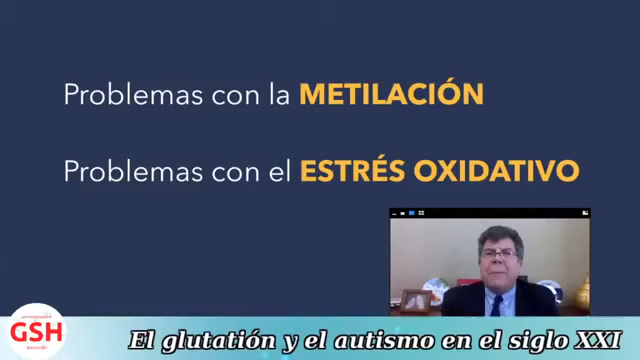 Problemas con la METILACIÓN
Problemas con el ESTRÉS OXIDATIVO
GSH
El glutatión y el autismo en el siglo XXI